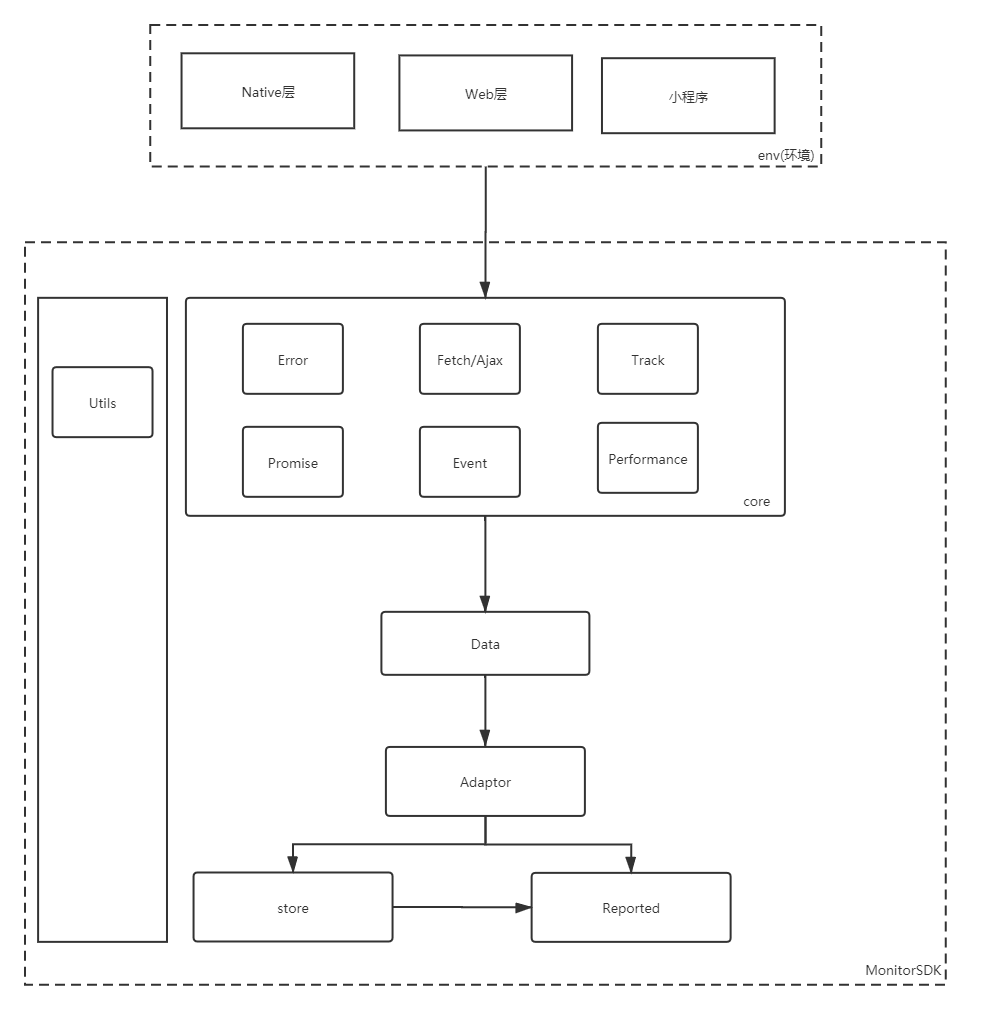 Native层
Web层
小程序
env(环境)
Error
Fetch/Ajax
Track
Utils
Promise
Event
Performance
core
Data
Adaptor
store
Reported
MonitorSDK